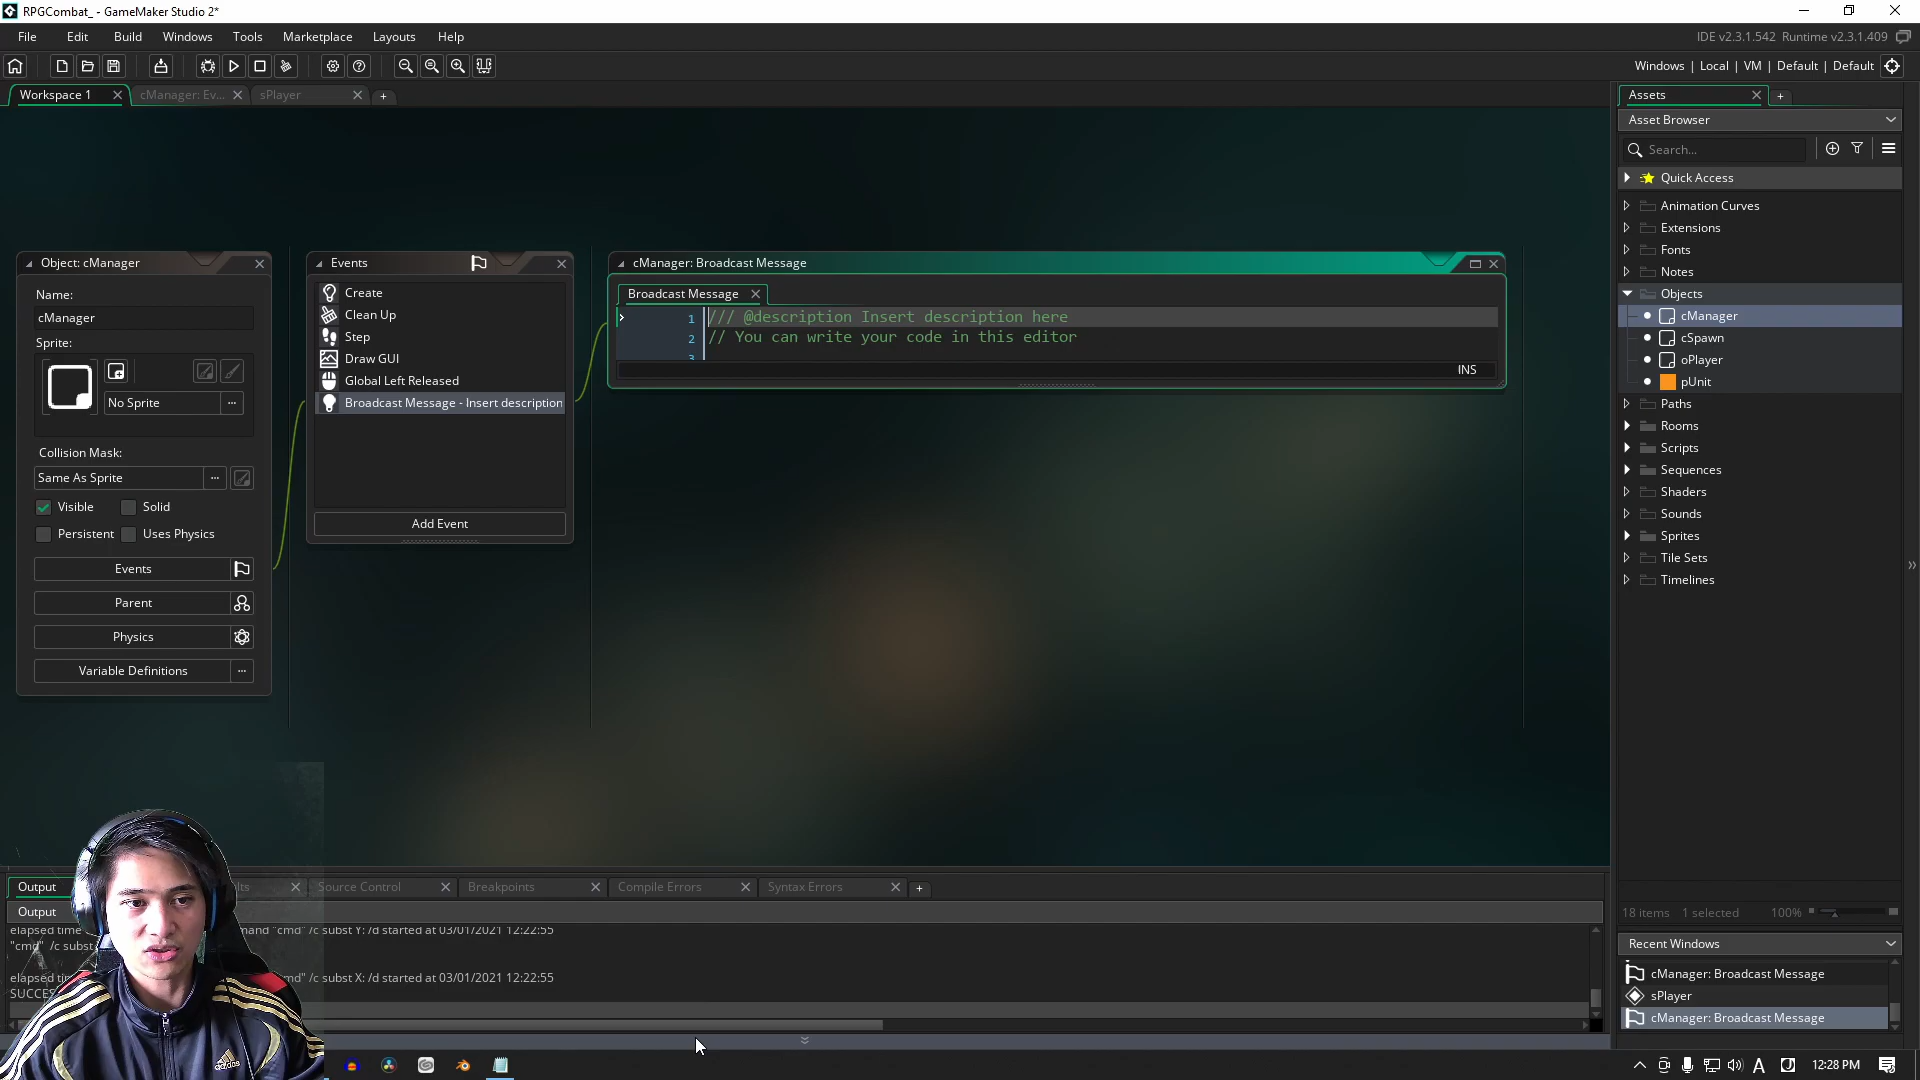 RPGCombat_ - GameMaker Studio 2*
File Edit Build Windows Tools Marketplace Layouts Help
IDE v2.3.1.542 Runtime v2.3.1.409
Windows | Local | VM | Default | Default
Workspace 1
cManager: Ev...
sPlayer
Object: cManager
Name:
cManager
Sprite:
No Sprite
Collision Mask:
Same As Sprite
Visible
Solid
Persistent
Uses Physics
Events
Parent
Physics
Variable Definitions
Events
Create
Clean Up
Step
Draw GUI
Global Left Released
Broadcast Message - Insert description
Add Event
cManager: Broadcast Message
Broadcast Message
1 /// @description Insert description here
2 // You can write your code in this editor
3
INS
Assets
Asset Browser
Search...
Quick Access
Animation Curves
Extensions
Fonts
Notes
Objects
cManager
cSpawn
oPlayer
pUnit
Paths
Rooms
Scripts
Sequences
Shaders
Sounds
Sprites
Tile Sets
Timelines
18 items 1 selected 100%
Recent Windows
cManager: Broadcast Message
sPlayer
cManager: Broadcast Message
Output
Source Control
Breakpoints
Compile Errors
Syntax Errors
Output
elapsed time "cmd" /c subst Y: /d started at 03/01/2021 12:22:55
"cmd" /c subst
/c subst X: /d started at 03/01/2021 12:22:55
12:28 PM